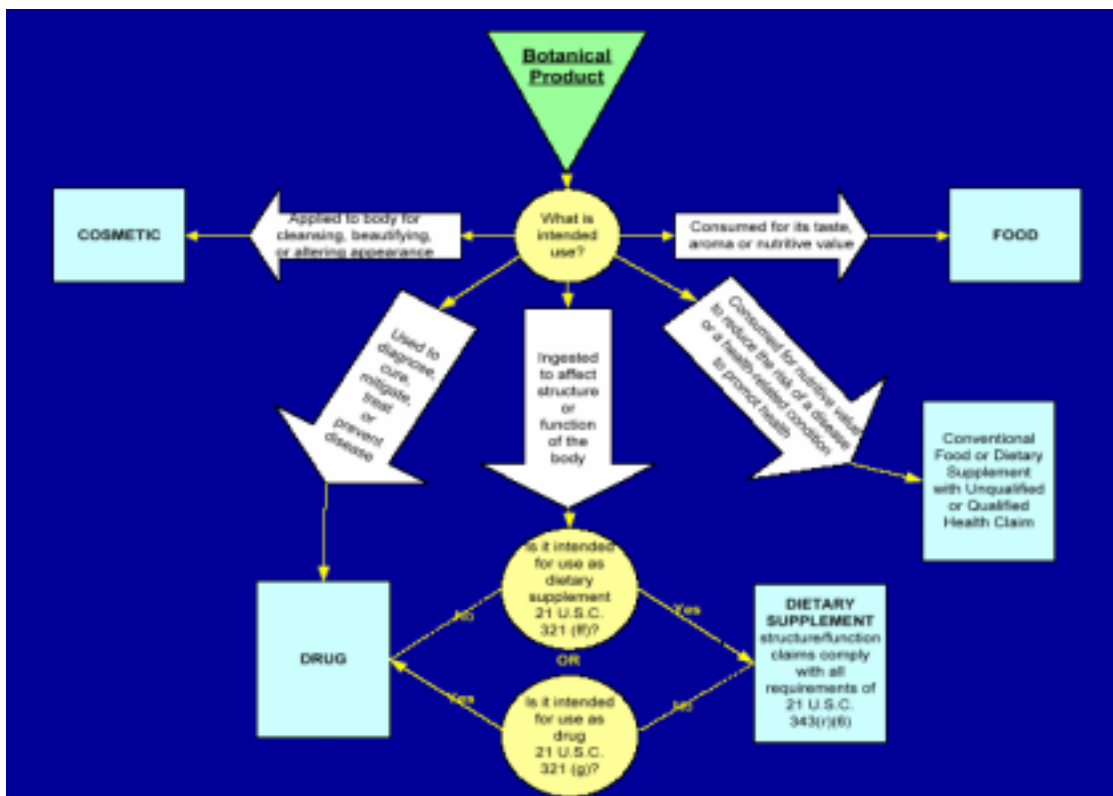 Botanical
Product
What is
intended
use?
COSMETIC
Applied to body for
cleansing, beautifying,
or altering appearance
Consumed for its taste,
aroma or nutritive value
FOOD
Used to
diagnose,
cure,
mitigate,
treat
or
prevent
disease
Ingested
to affect
structure
or
function
of the
body
Consumed for nutritive value
to reduce the risk of a disease
or a health-related condition
to promote health
Conventional
Food or Dietary
Supplement
with Unqualified
or Qualified
Health Claim
Is it intended
for use as
dietary
supplement
21 U.S.C.
321 (ff)?
No
Yes
DRUG
OR
DIETARY
SUPPLEMENT
structure/function
claims comply
with all
requirements of
21 U.S.C.
343(r)(6)
Yes
No
Is it intended
for use as
drug
21 U.S.C.
321 (g)?